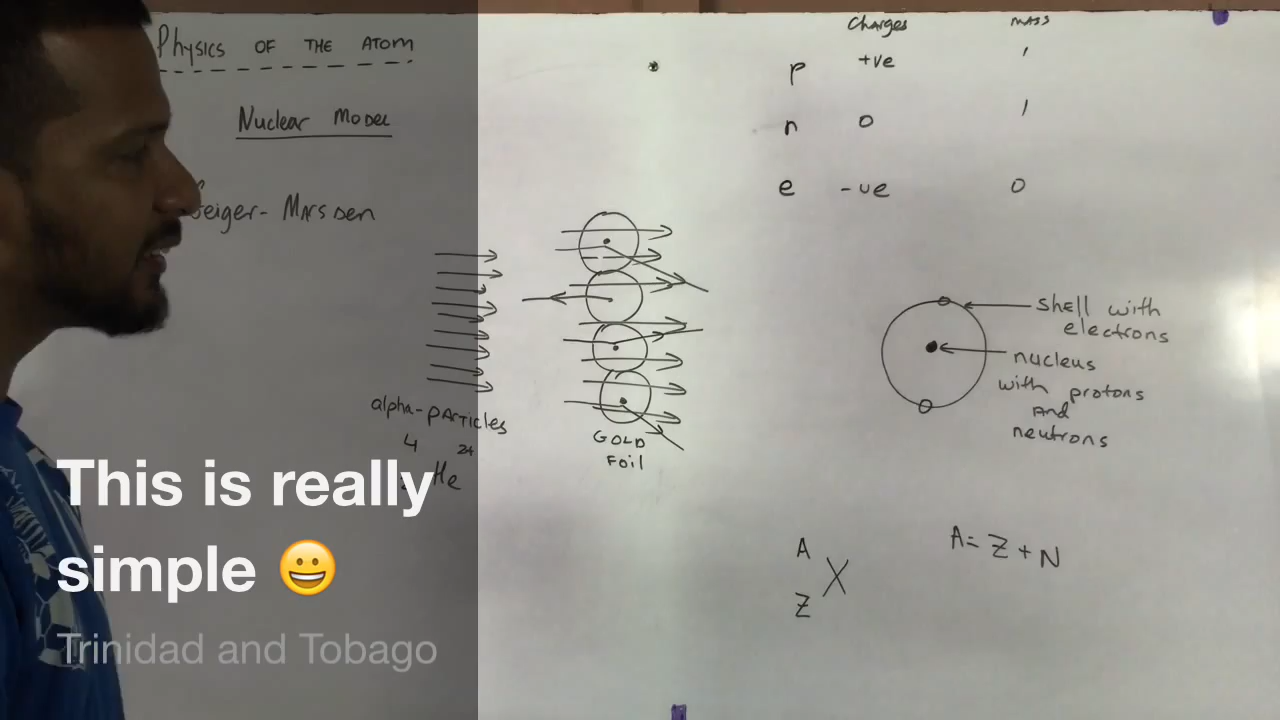 Physics OF THE ATOM
Nuclear Model
Geiger- Marsden
alpha-particles
4 2+
He
GOLD
Foil
Charges mass
p +ve 1
n 0 1
e -ve 0
shell with
electrons
nucleus
with protons
and
neutrons
A
X
Z
A= Z + N
This is really
simple 😀
Trinidad and Tobago